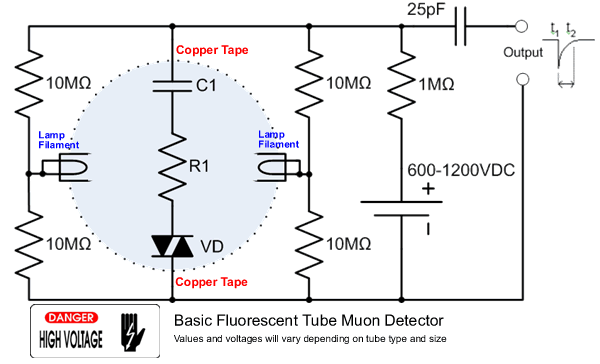 25pF
t1 t2
Copper Tape
Output
10MΩ
C1
10MΩ
1MΩ
Lamp
Filament
Lamp
Filament
R1
600-1200VDC
+
10MΩ
VD
10MΩ
Copper Tape
DANGER
HIGH VOLTAGE
Basic Fluorescent Tube Muon Detector
Values and voltages will vary depending on tube type and size